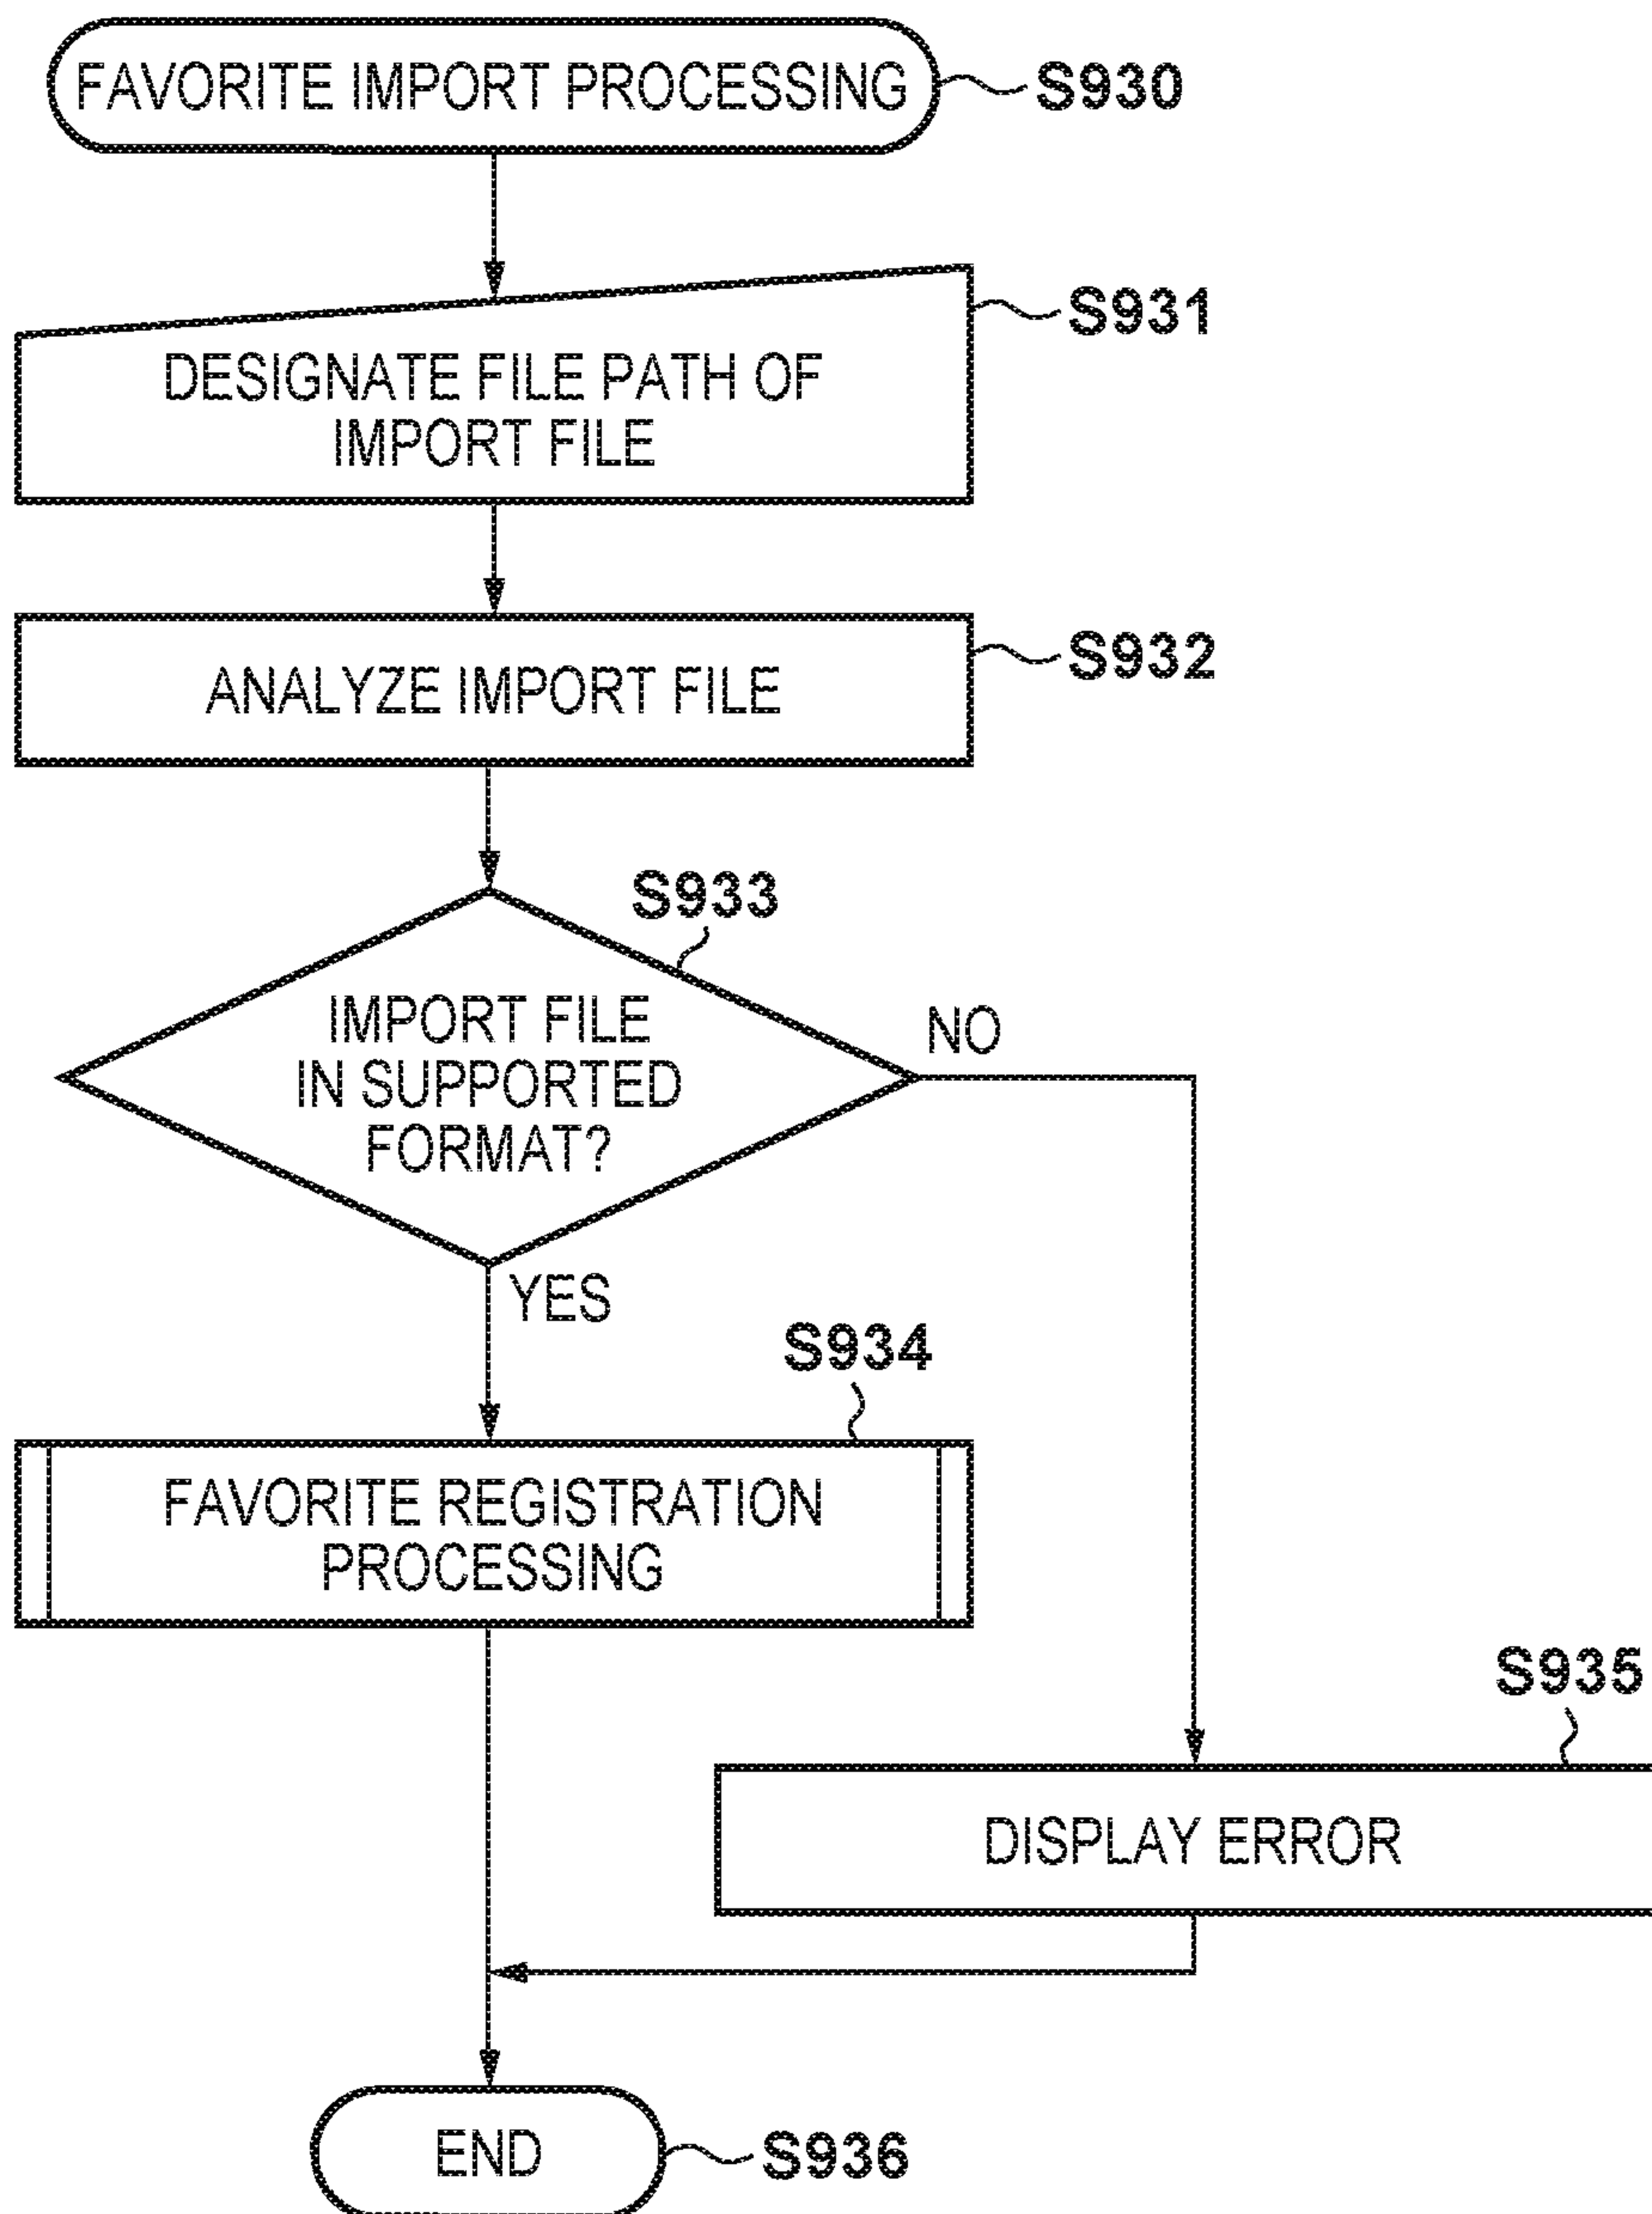 FAVORITE IMPORT PROCESSING
S930
S931
DESIGNATE FILE PATH OF
IMPORT FILE
S932
ANALYZE IMPORT FILE
S933
IMPORT FILE
IN SUPPORTED
FORMAT?
NO
YES
S934
FAVORITE REGISTRATION
PROCESSING
S935
DISPLAY ERROR
END
S936